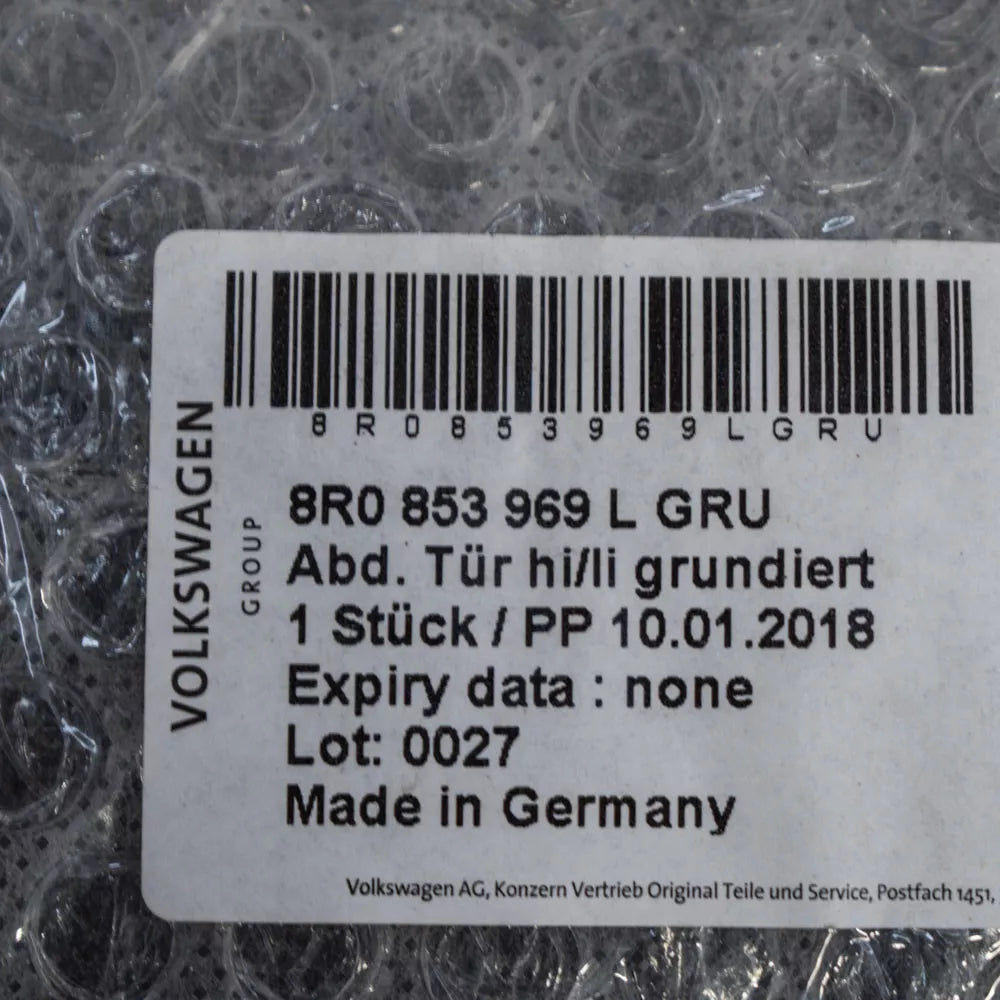 8R0853969LGRU
VOLKSWAGEN
GROUP
8R0 853 969 L GRU
Abd. Tür hi/li grundiert
1 Stück / PP 10.01.2018
Expiry data : none
Lot: 0027
Made in Germany
Volkswagen AG, Konzern Vertrieb Original Teile und Service, Postfach 1451,